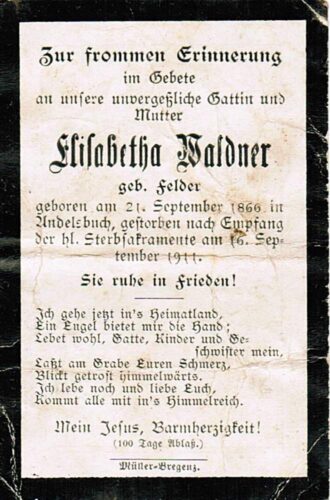 Zur frommen Erinnerung
im Gebete
an unsere unvergeßliche Gattin und
Mutter
Elisabetha Waldner
geb. Felder
geboren am 21. September 1866 in
Andelsbuch, gestorben nach Empfang
der hl. Sterbsakramente am 16. Sep-
tember 1911.
Sie ruhe in Frieden!
Ich gehe jetzt in's Heimatland,
Ein Engel bietet mir die Hand;
Lebet wohl, Gatte, Kinder und Ge-
schwister mein,
Laßt am Grabe Euren Schmerz,
Blickt getrost himmelwärts.
Ich lebe noch und liebe Euch,
Kommt alle mit in's Himmelreich.
Mein Jesus, Barmherzigkeit!
(100 Tage Ablaß.)
Müller-Bregenz.